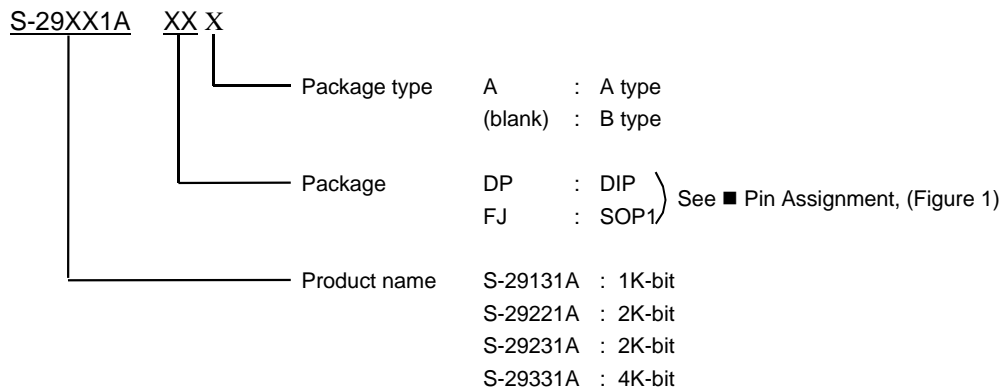 S-29XX1A XX X
Package type A : A type
(blank) : B type
Package DP : DIP
See ■ Pin Assignment, (Figure 1)
FJ : SOP1
Product name S-29131A : 1K-bit
S-29221A : 2K-bit
S-29231A : 2K-bit
S-29331A : 4K-bit